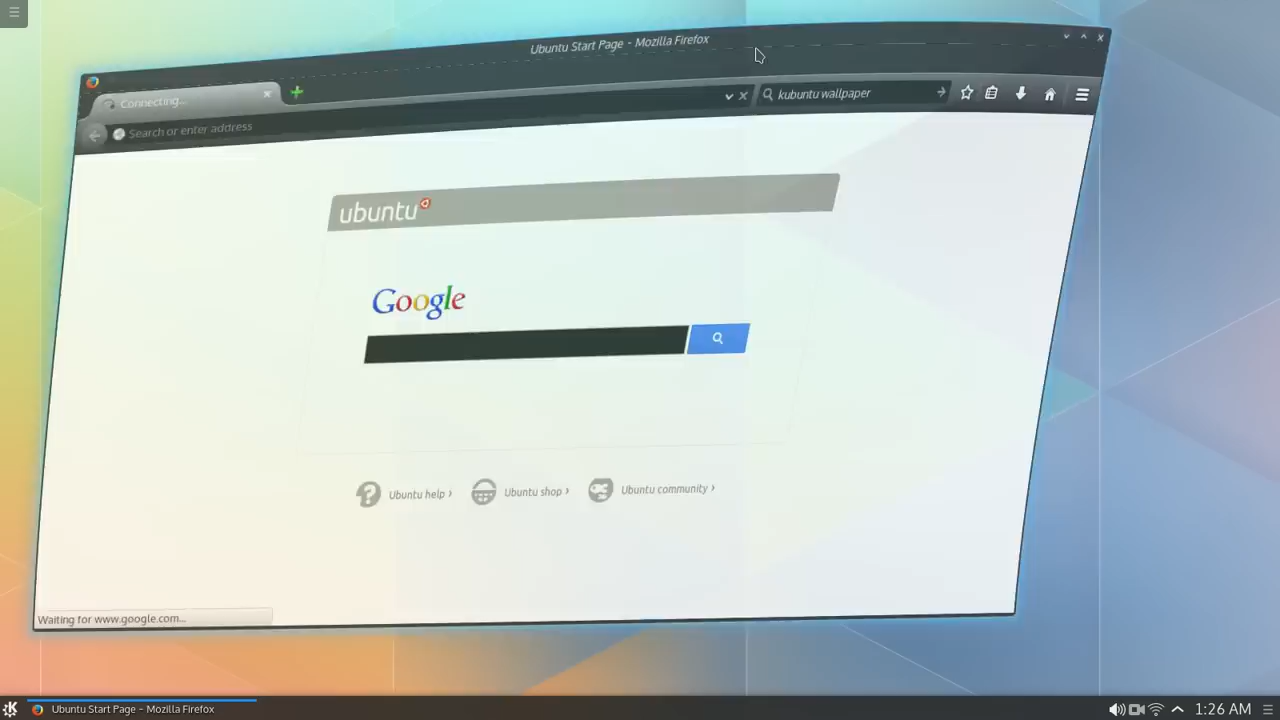 Ubuntu Start Page - Mozilla Firefox
Connecting...
Search or enter address
kubuntu wallpaper
ubuntu
Google
Ubuntu help ›
Ubuntu shop ›
Ubuntu community ›
Waiting for www.google.com...
Ubuntu Start Page - Mozilla Firefox
1:26 AM